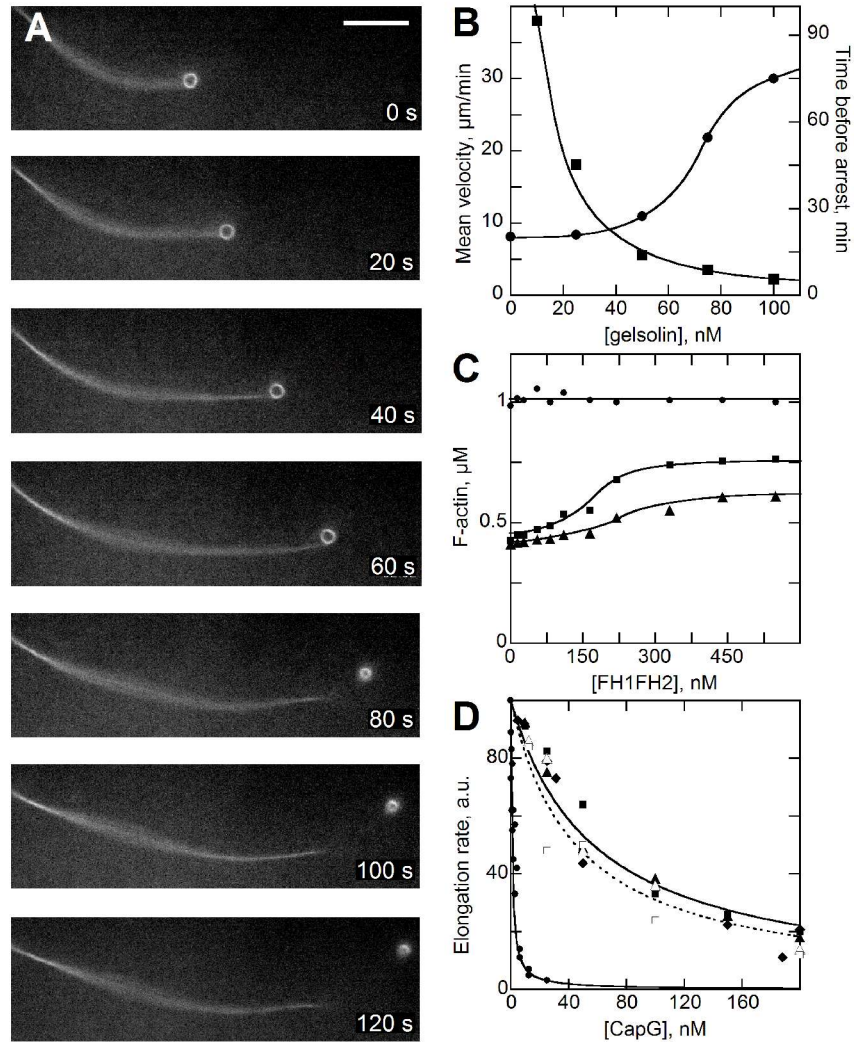 A
0 s
20 s
40 s
60 s
80 s
100 s
120 s
B
Mean velocity, µm/min
30
20
10
0
Time before arrest, min
90
60
30
0
0 20 40 60 80 100
[gelsolin], nM
C
F-actin, µM
1
0.5
0
0 150 300 450
[FH1FH2], nM
D
Elongation rate, a.u.
80
40
0
0 40 80 120 160
[CapG], nM